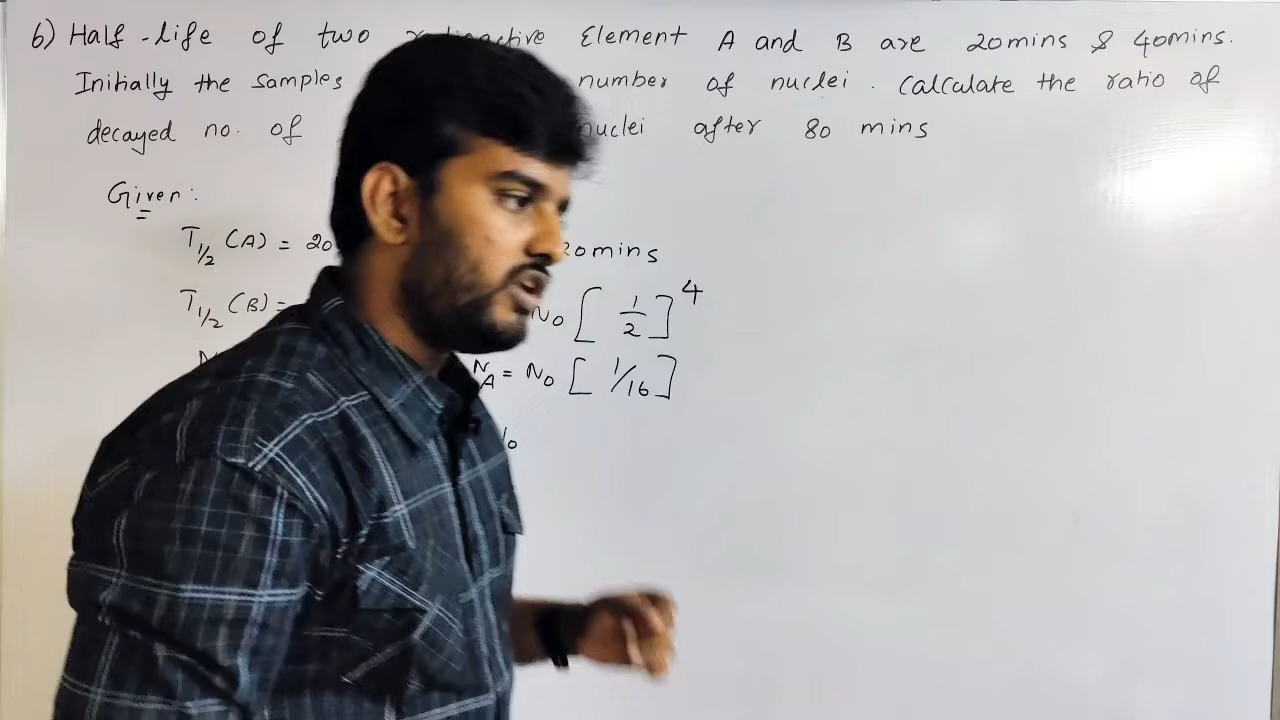 6) Half-life of two Element A and B are 20mins & 40mins.
Initially the samples number of nuclei. Calculate the ratio of
decayed no. of nuclei after 80 mins
Given:
T1/2 (A) = 20 20mins
T1/2 (B) = N0 [1/2]^4
NA = N0 [1/16]